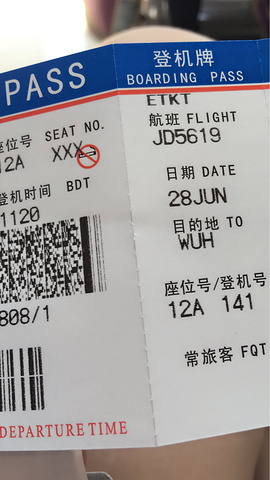 PASS
座位号 SEAT NO.
12A XXX
登机时间 BDT
1120
808/1
DEPARTURE TIME
登机牌
BOARDING PASS
ETKT
航班 FLIGHT
JD5619
日期 DATE
28JUN
目的地 TO
WUH
座位号/登机号
12A 141
常旅客 FQT